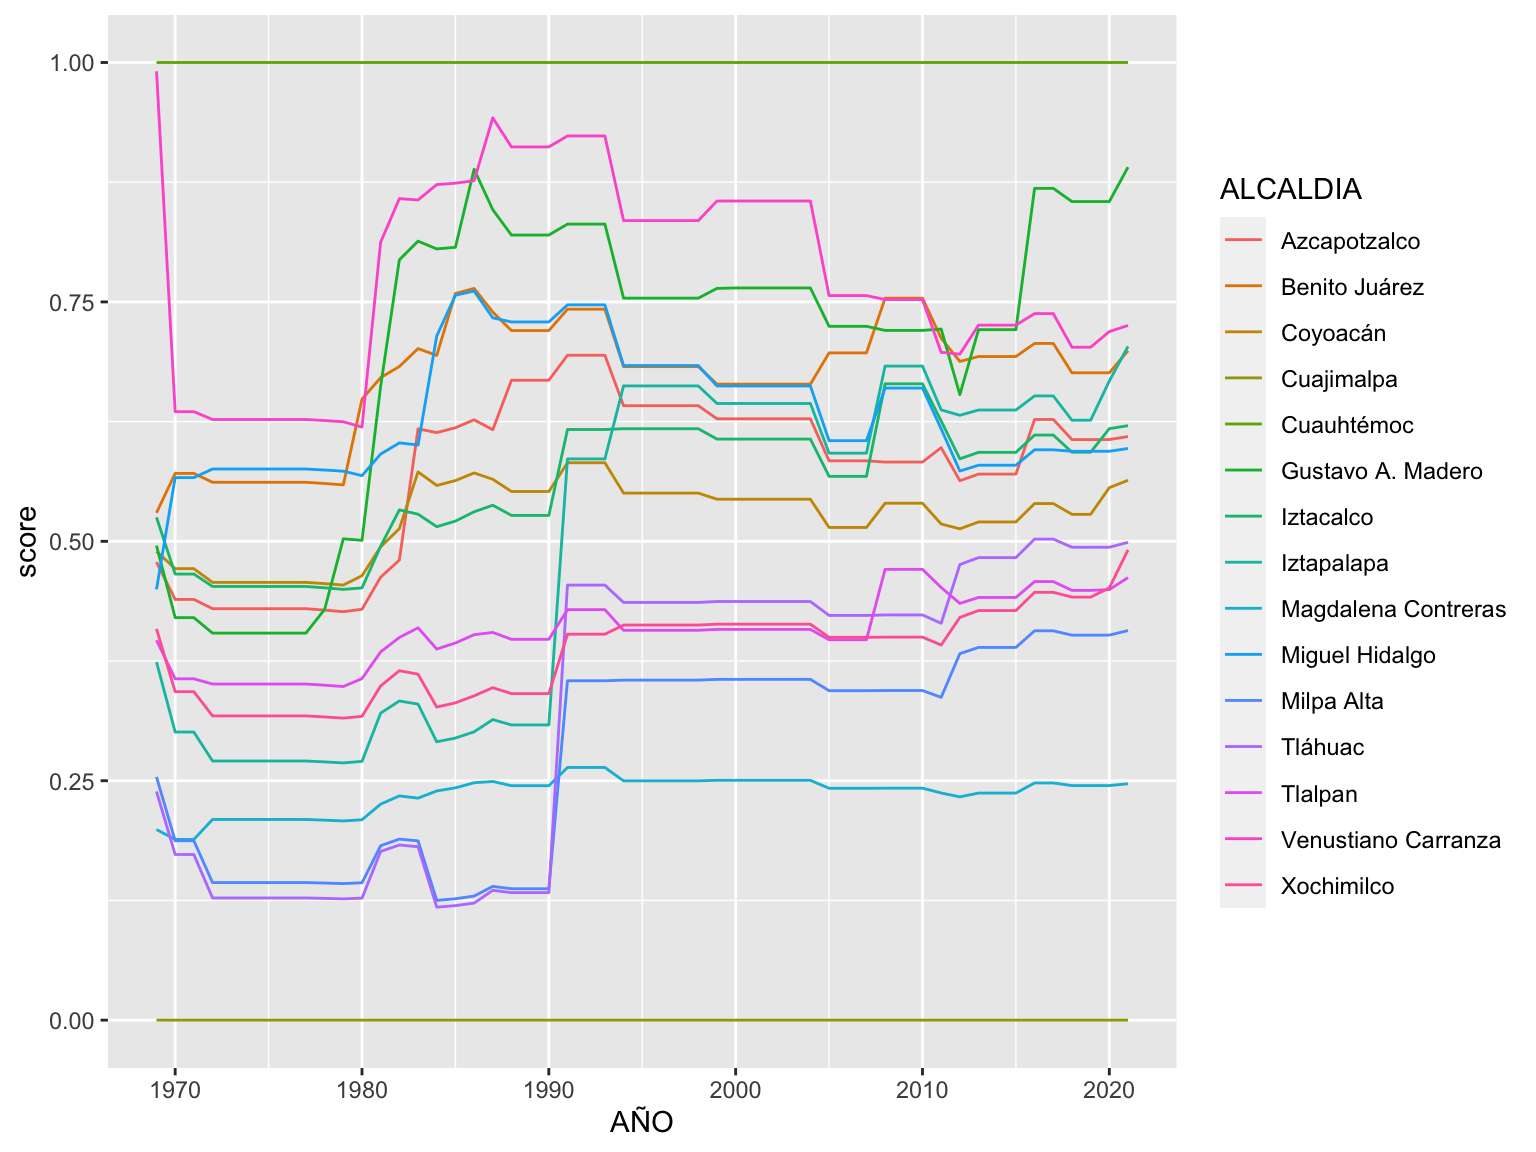 1.00
0.75
0.50
0.25
0.00
score
1970
1980
1990
2000
2010
2020
AÑO
ALCALDIA
Azcapotzalco
Benito Juárez
Coyoacán
Cuajimalpa
Cuauhtémoc
Gustavo A. Madero
Iztacalco
Iztapalapa
Magdalena Contreras
Miguel Hidalgo
Milpa Alta
Tláhuac
Tlalpan
Venustiano Carranza
Xochimilco